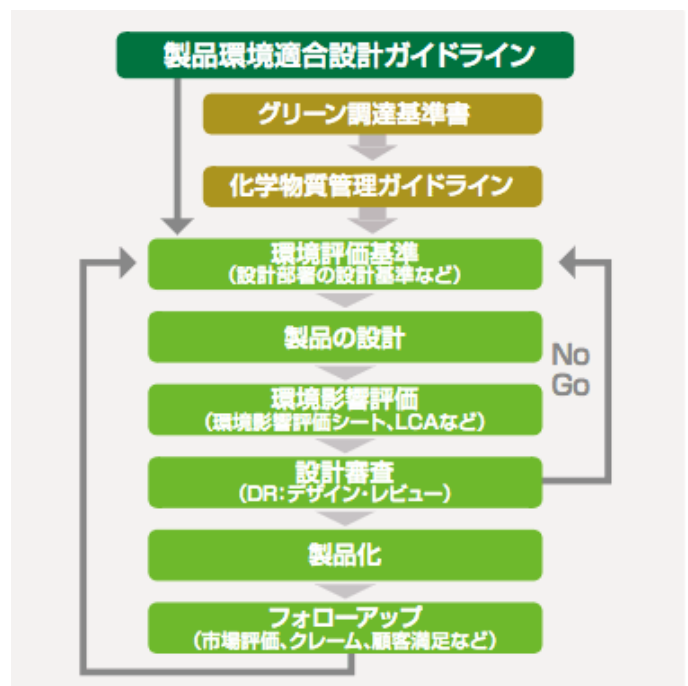 製品環境適合設計ガイドライン
グリーン調達基準書
化学物質管理ガイドライン
環境評価基準
（設計部署の設計基準など）
製品の設計
環境影響評価
（環境影響評価シート、LCAなど）
設計審査
（DR：デザイン・レビュー）
No
Go
製品化
フォローアップ
（市場評価、クレーム、顧客満足など）